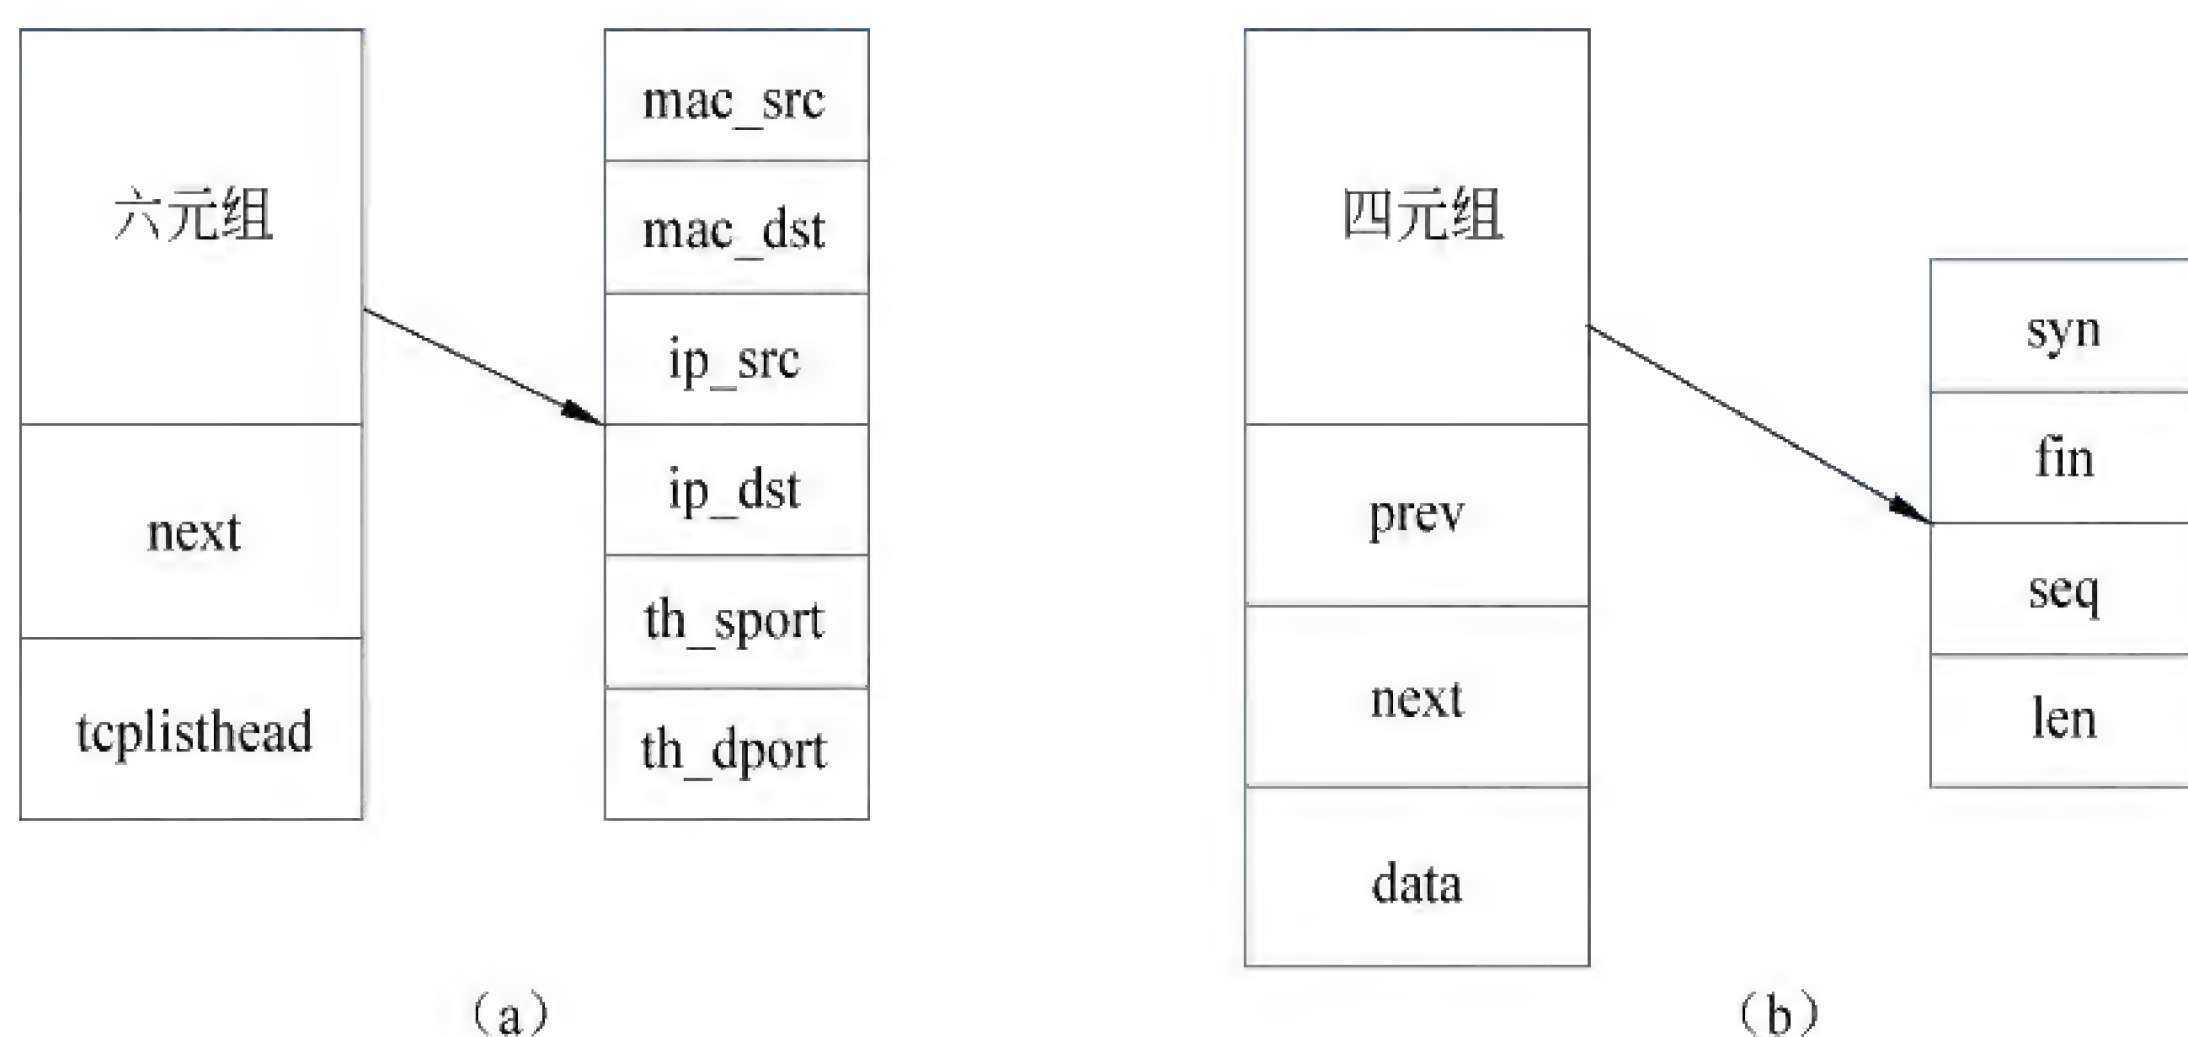 六元组
next
tcplisthead
mac_src
mac_dst
ip_src
ip_dst
th_sport
th_dport
(a)
四元组
prev
next
data
syn
fin
seq
len
(b)